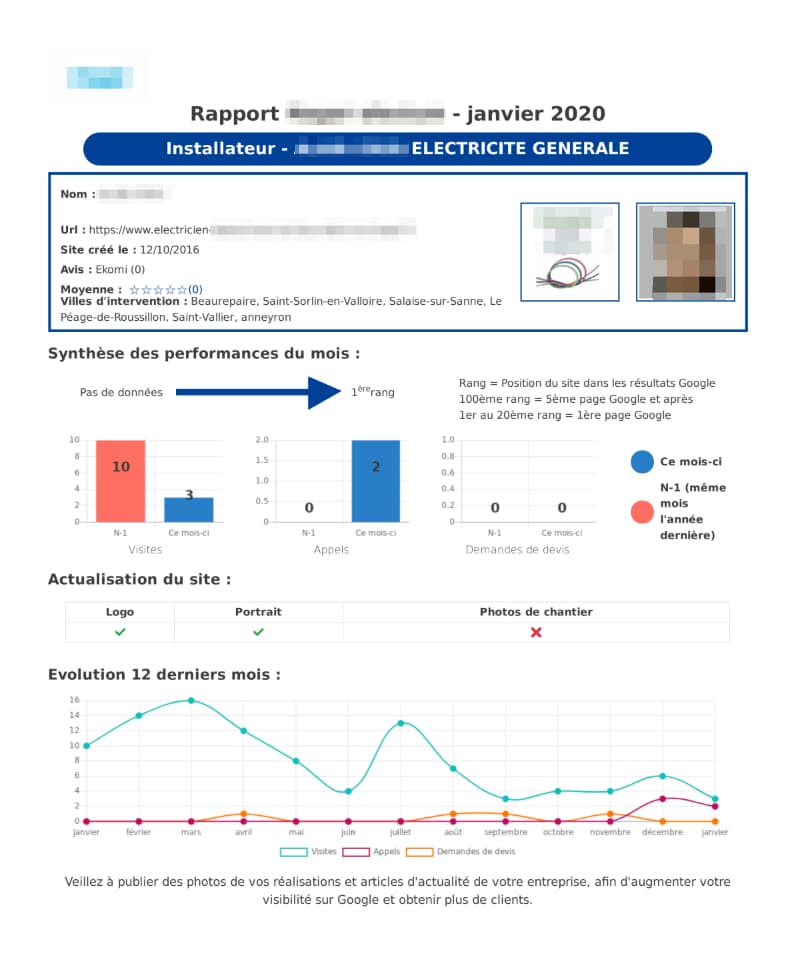 Rapport - janvier 2020
Installateur - ELECTRICITE GENERALE
Nom :
Url : https://www.electricien-
Site créé le : 12/10/2016
Avis : Ekomi (0)
Moyenne : ☆☆☆☆☆(0)
Villes d'intervention : Beaurepaire, Saint-Sorlin-en-Valloire, Salaise-sur-Sanne, Le
Péage-de-Roussillon, Saint-Vallier, anneyron
Synthèse des performances du mois :
Pas de données
1ère rang
Rang = Position du site dans les résultats Google
100ème rang = 5ème page Google et après
1er au 20ème rang = 1ère page Google
10
8
6
4
2
0
10
3
N-1 Ce mois-ci
Visites
2.0
1.5
1.0
0.5
0
0
2
N-1 Ce mois-ci
Appels
1.0
0.8
0.6
0.4
0.2
0
0
0
N-1 Ce mois-ci
Demandes de devis
Ce mois-ci
N-1 (même
mois
l'année
dernière)
Actualisation du site :
Logo Portrait Photos de chantier
Evolution 12 derniers mois :
16
14
12
10
8
6
4
2
0
janvier février mars avril mai juin juillet août septembre octobre novembre décembre janvier
Visites Appels Demandes de devis
Veillez à publier des photos de vos réalisations et articles d'actualité de votre entreprise, afin d'augmenter votre
visibilité sur Google et obtenir plus de clients.